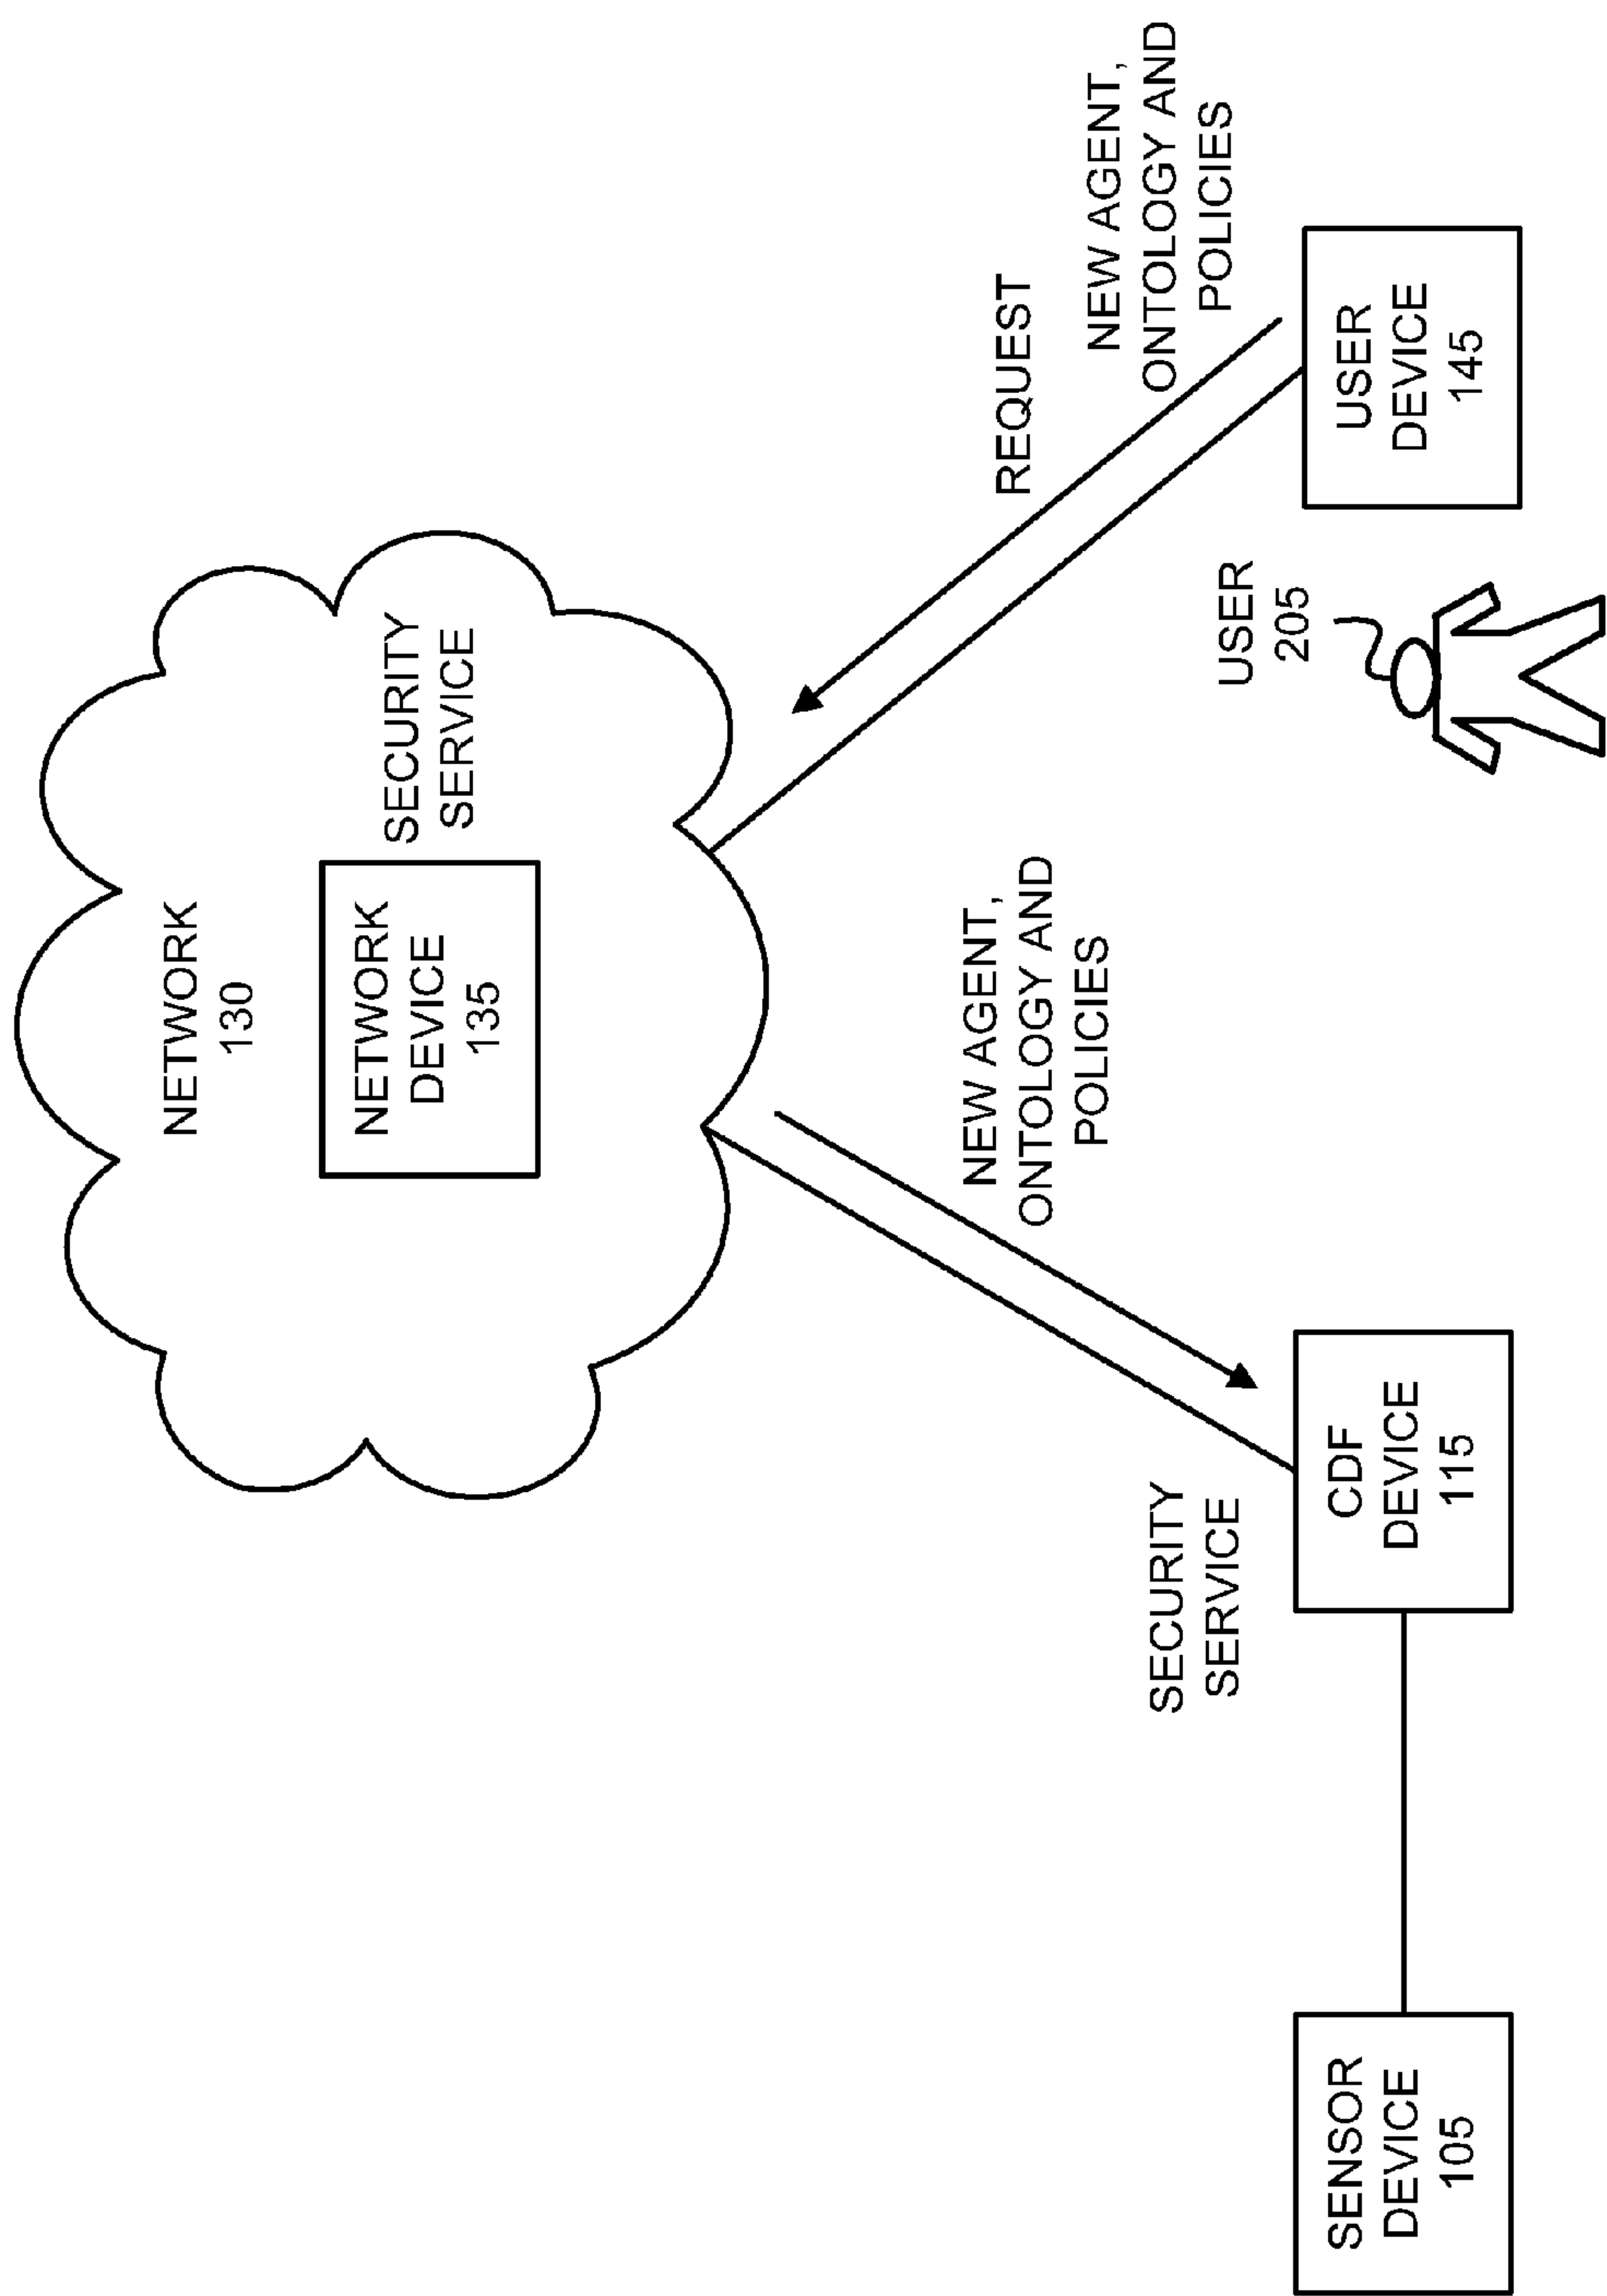 NETWORK
130
NETWORK
DEVICE
135
SECURITY
SERVICE
REQUEST
NEW AGENT,
ONTOLOGY AND
POLICIES
NEW AGENT,
ONTOLOGY AND
POLICIES
SECURITY
SERVICE
USER
205
SENSOR
DEVICE
105
CDF
DEVICE
115
USER
DEVICE
145